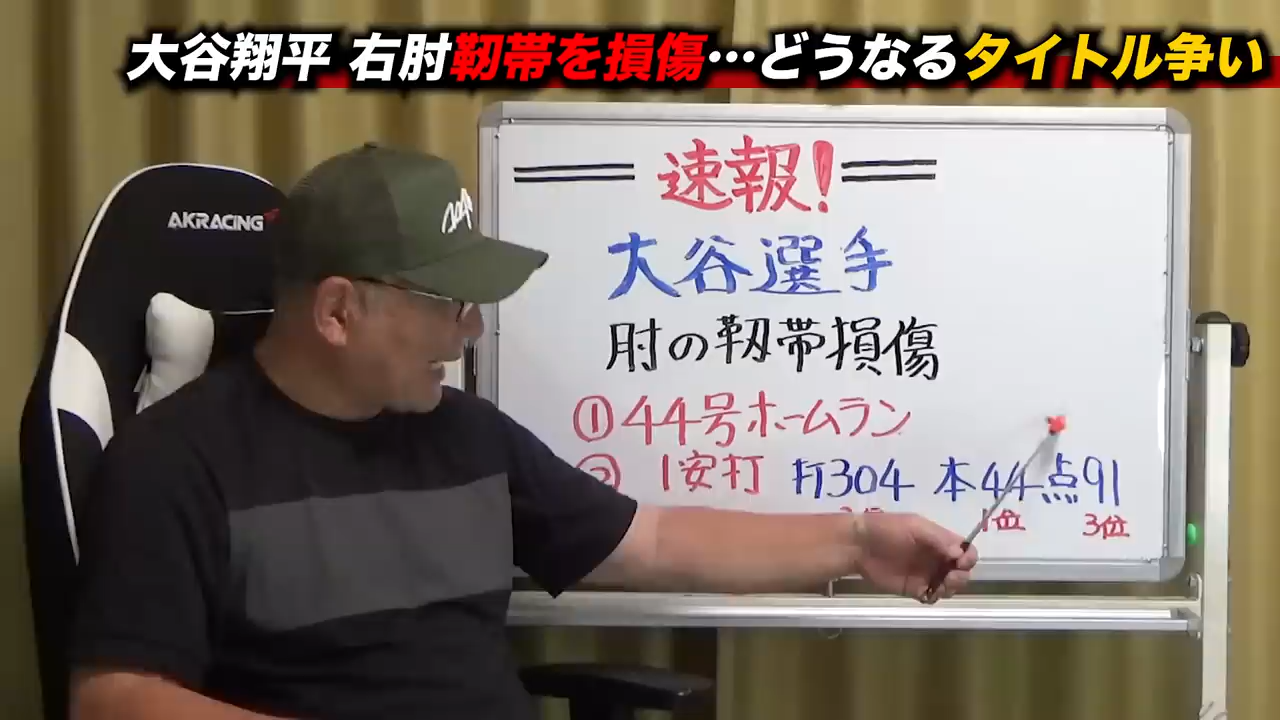 大谷翔平 右肘靭帯を損傷…どうなるタイトル争い
AKRACING
速報!
大谷選手
肘の靱帯損傷
①44号ホームラン
② 1安打 打304 本44点91
1位 3位